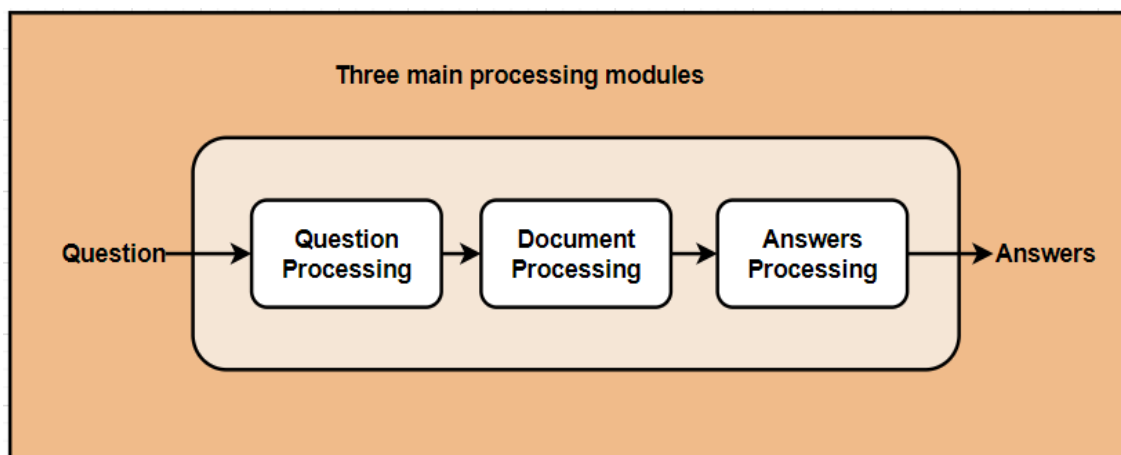 Three main processing modules
Question
Question
Processing
Document
Processing
Answers
Processing
Answers